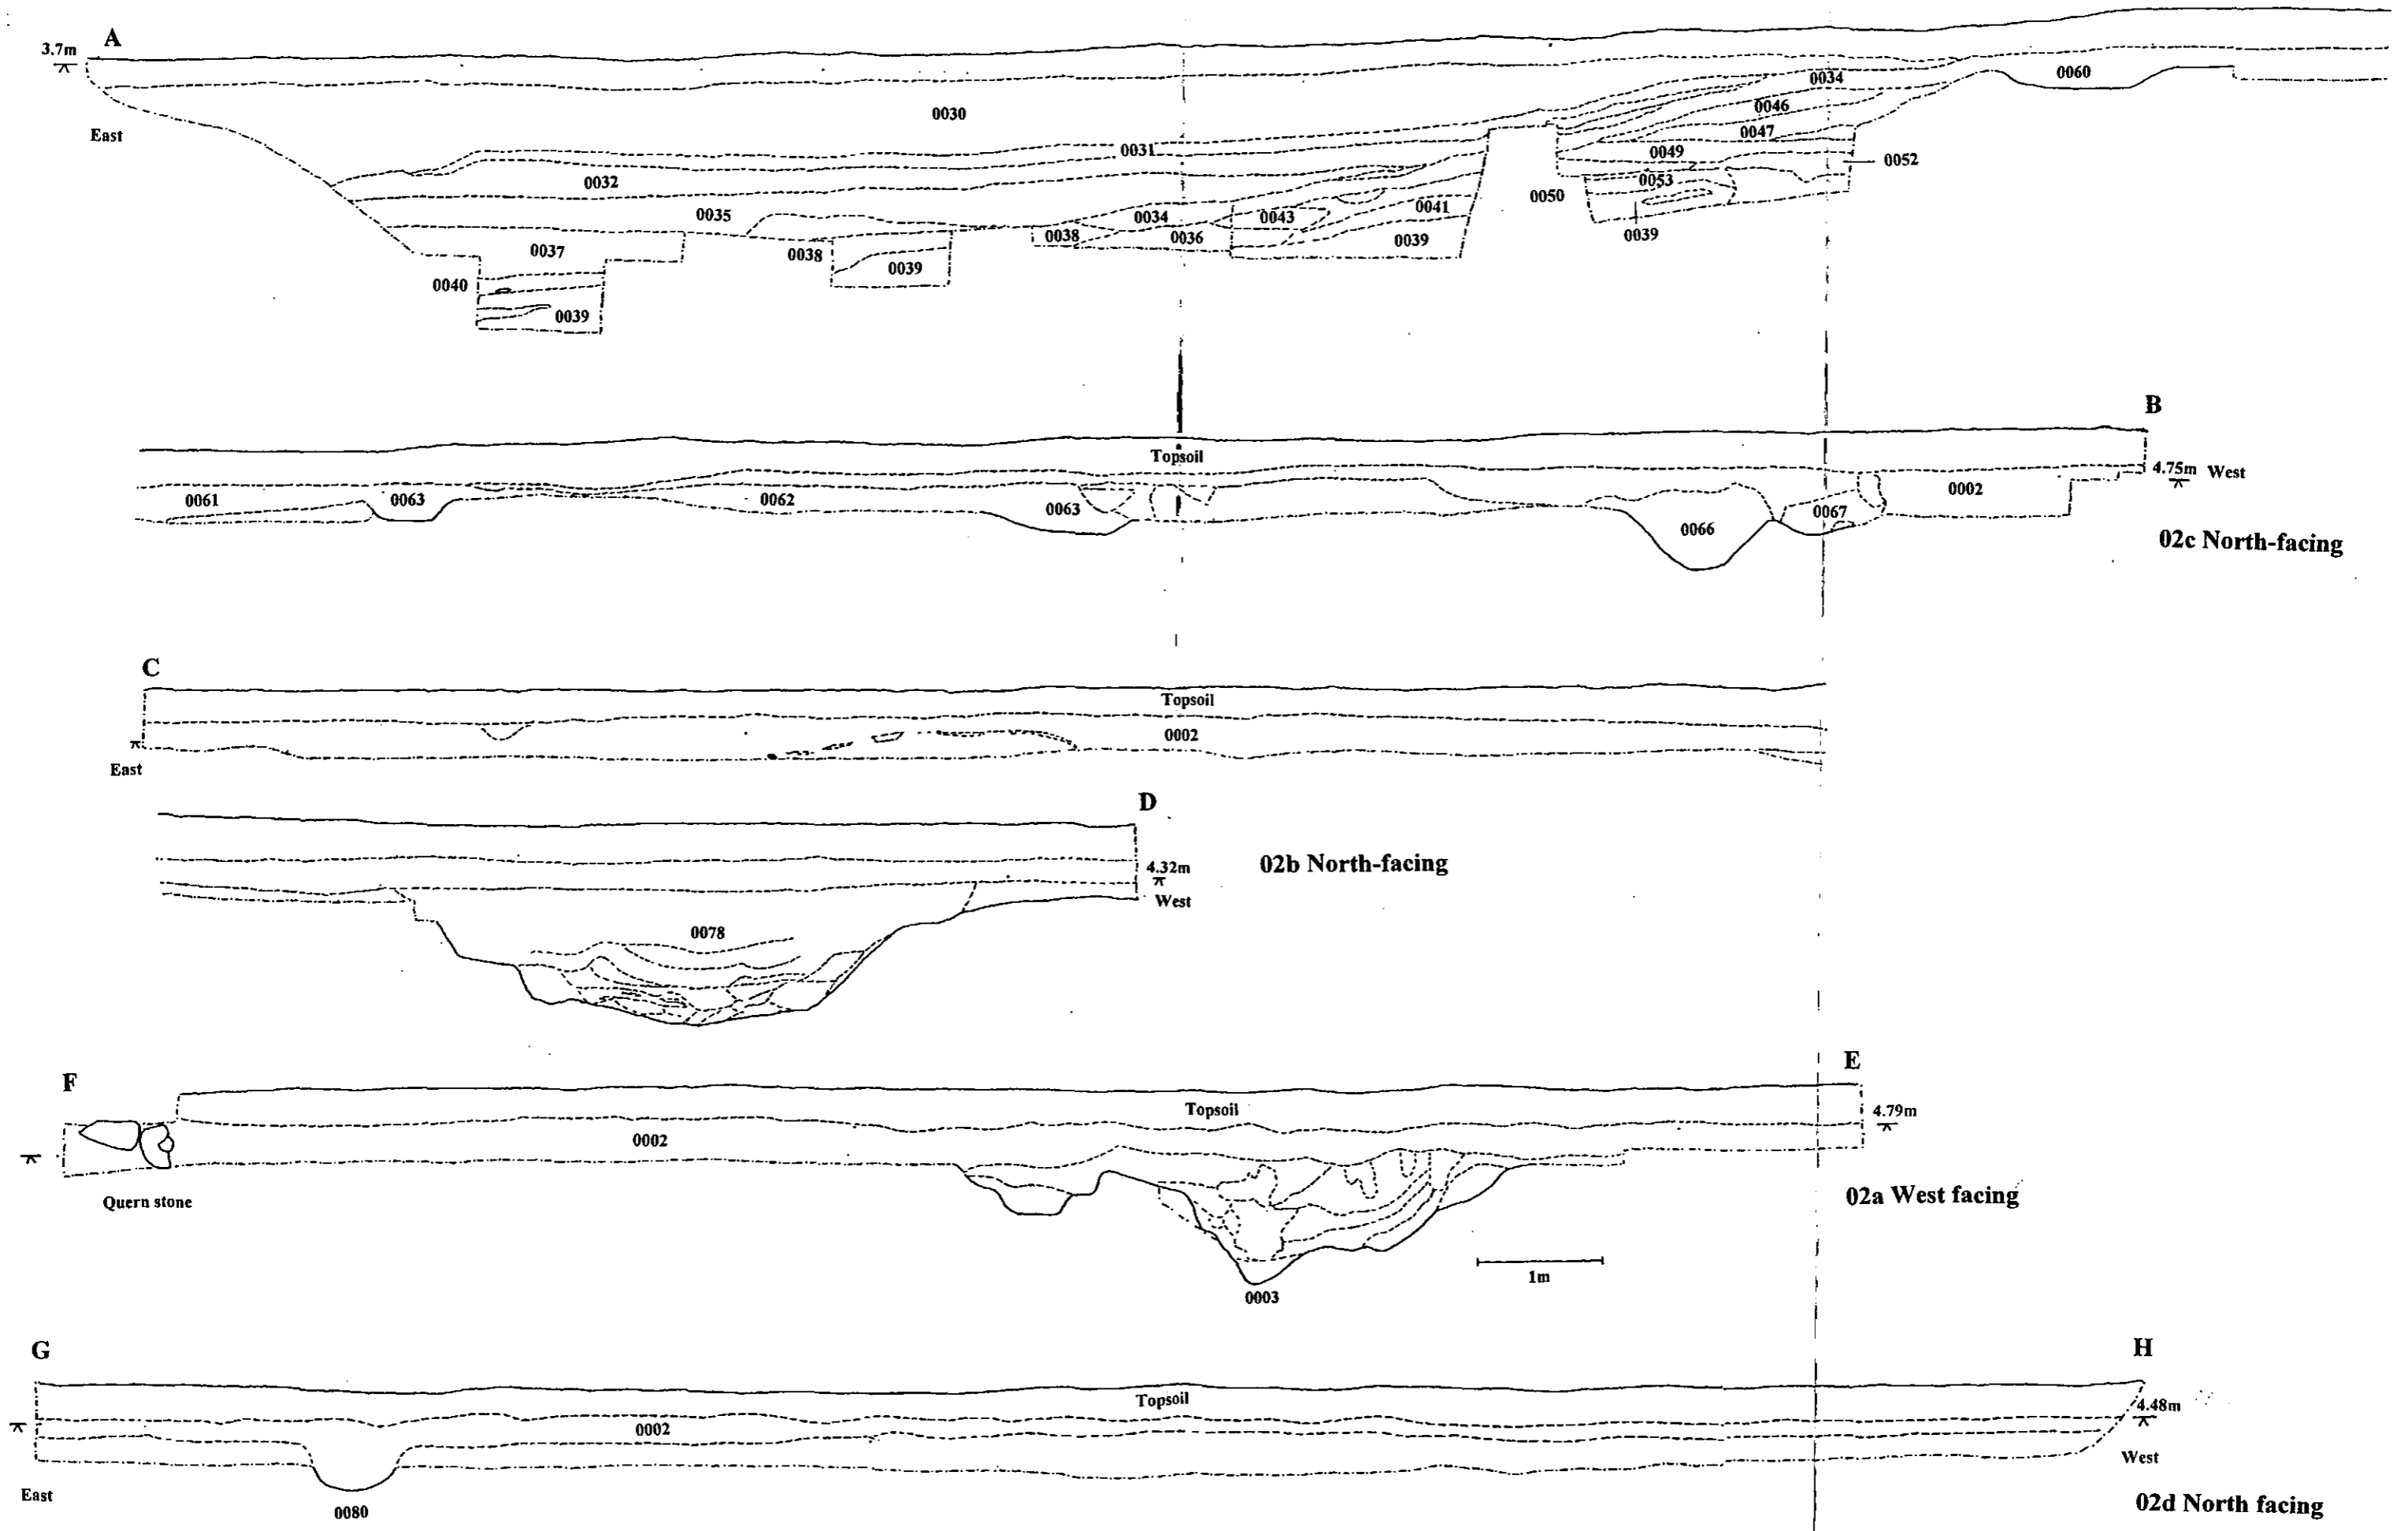 A
3.7m
East
0030
0031
0032
0035
0034
0034
0046
0047
0049
0052
0053
0060
0050
0043
0041
0038
0036
0039
0037
0038
0039
0040
0039
0039
B
Topsoil
4.75m West
0061
0063
0062
0063
0066
0067
0002
02c North-facing
C
Topsoil
0002
East
D
4.32m
West
02b North-facing
0078
F
E
Topsoil
4.79m
0002
Quern stone
02a West facing
1m
0003
G
H
Topsoil
4.48m
0002
West
East
0080
02d North facing